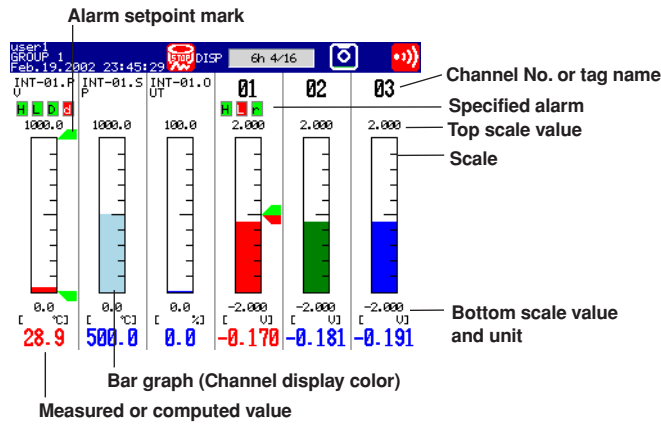 Alarm setpoint mark
user1
GROUP 1
Feb.19.2002 23:45:29
STOP
DISP
6h 4/16
INT-01.PV
INT-01.SP
INT-01.OUT
01
02
03
Channel No. or tag name
H L D d
H L r
Specified alarm
1000.0
1000.0
100.0
2.000
2.000
2.000
Top scale value
Scale
0.0
0.0
0.0
-2.000
-2.000
-2.000
Bottom scale value
and unit
[ °C]
[ °C]
[ %]
[ V]
[ V]
[ V]
28.9
500.0
0.0
-0.170
-0.181
-0.191
Bar graph (Channel display color)
Measured or computed value